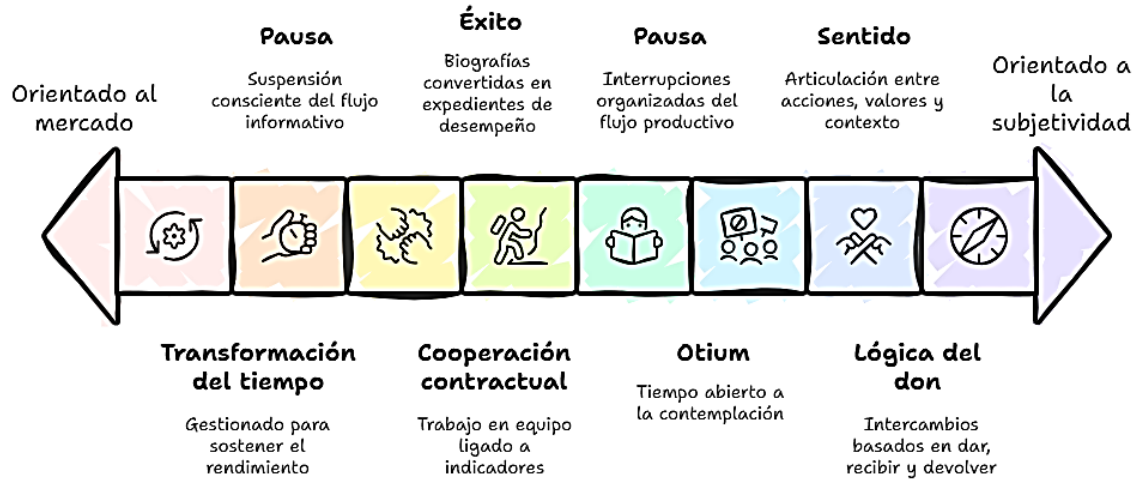 Orientado al
mercado
Pausa
Suspensión
consciente del flujo
informativo
Éxito
Biografías
convertidas en
expedientes de
desempeño
Pausa
Interrupciones
organizadas del
flujo productivo
Sentido
Articulación entre
acciones, valores y
contexto
Orientado a
la
subjetividad
Transformación
del tiempo
Gestionado para
sostener el
rendimiento
Cooperación
contractual
Trabajo en equipo
ligado a
indicadores
Otium
Tiempo abierto a
la contemplación
Lógica del
don
Intercambios
basados en dar,
recibir y devolver